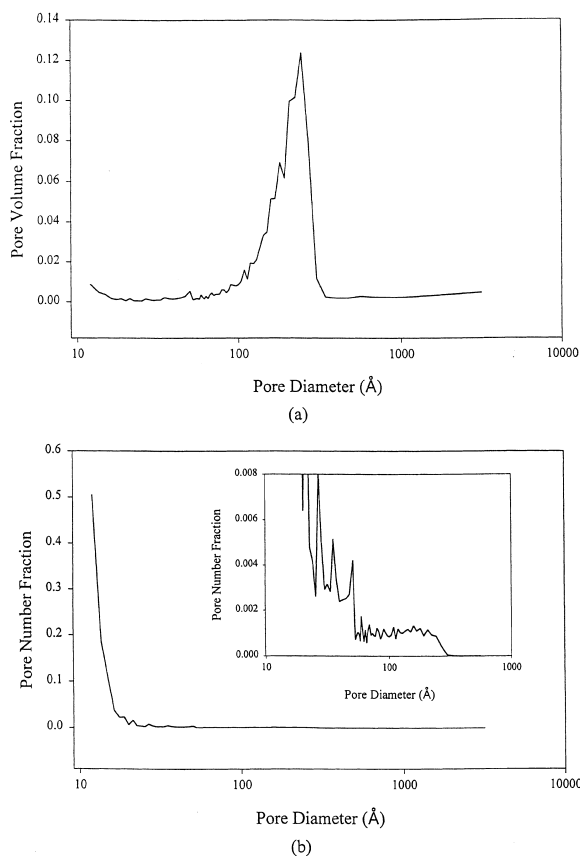 0.14
0.12
0.10
0.08
0.06
0.04
0.02
0.00
Pore Volume Fraction
10 100 1000 10000
Pore Diameter (Å)
(a)
0.6
0.5
0.4
0.3
0.2
0.1
0.0
Pore Number Fraction
0.008
0.006
0.004
0.002
0.000
Pore Number Fraction
10 100 1000
Pore Diameter (Å)
10 100 1000 10000
Pore Diameter (Å)
(b)